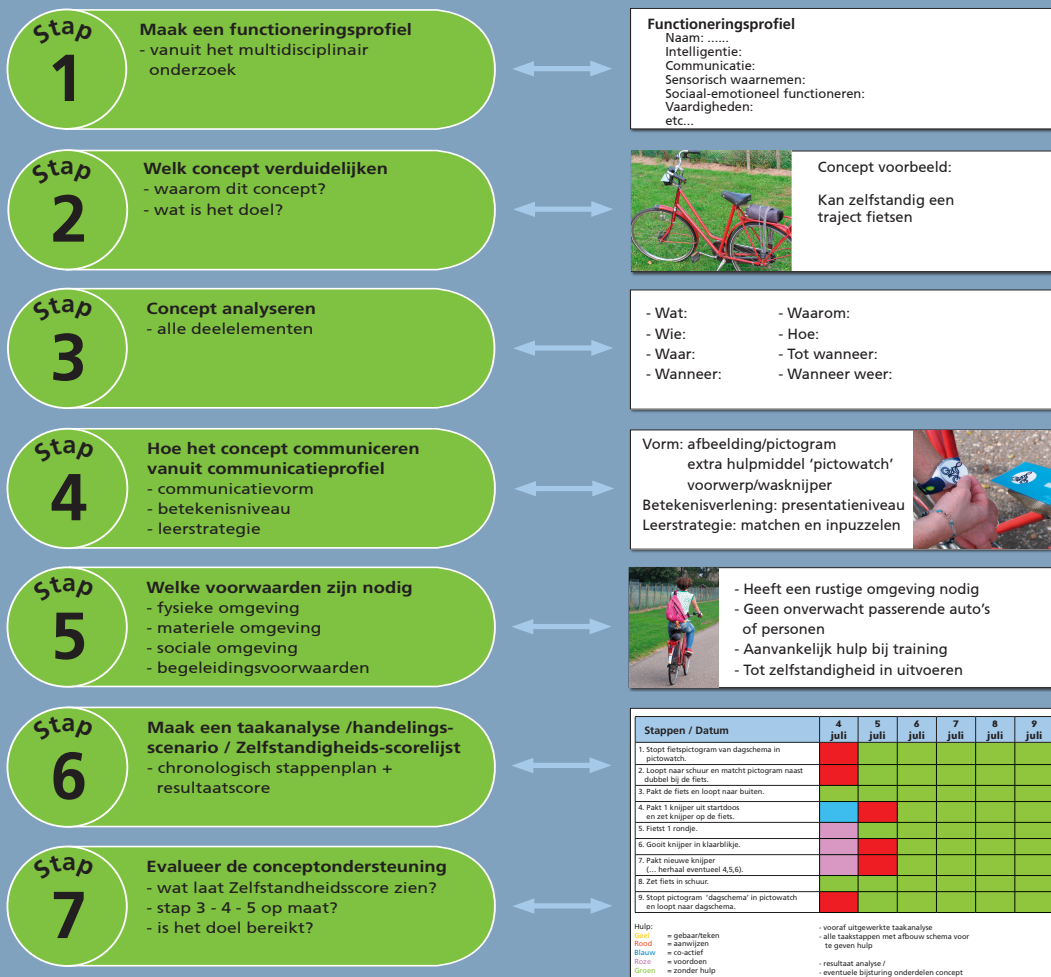 Stap
1
Maak een functioneringsprofiel
- vanuit het multidisciplinair
onderzoek
Functioneringsprofiel
Naam: ......
Intelligentie:
Communicatie:
Sensorisch waarnemen:
Sociaal-emotioneel functioneren:
Vaardigheden:
etc...
Stap
2
Welk concept verduidelijken
- waarom dit concept?
- wat is het doel?
Concept voorbeeld:
Kan zelfstandig een
traject fietsen
Stap
3
Concept analyseren
- alle deelelementen
- Wat:
- Wie:
- Waar:
- Wanneer:
- Waarom:
- Hoe:
- Tot wanneer:
- Wanneer weer:
Stap
4
Hoe het concept communiceren
vanuit communicatieprofiel
- communicatievorm
- betekenisniveau
- leerstrategie
Vorm: afbeelding/pictogram
extra hulpmiddel 'pictowatch'
voorwerp/wasknijper
Betekenisverlening: presentatieniveau
Leerstrategie: matchen en inpuzzelen
Stap
5
Welke voorwaarden zijn nodig
- fysieke omgeving
- materiele omgeving
- sociale omgeving
- begeleidingsvoorwaarden
- Heeft een rustige omgeving nodig
- Geen onverwacht passerende auto's
of personen
- Aanvankelijk hulp bij training
- Tot zelfstandigheid in uitvoeren
Stap
6
Maak een taakanalyse /handelings-
scenario / Zelfstandigheids-scorelijst
- chronologisch stappenplan +
resultaatscore
Stap
7
Evalueer de conceptondersteuning
- wat laat Zelfstandheidsscore zien?
- stap 3 - 4 - 5 op maat?
- is het doel bereikt?
Stappen / Datum
4 juli
5 juli
6 juli
7 juli
8 juli
9 juli
1. Stopt fietspictogram van dagschema in
pictowatch.
2. Loopt naar schuur en matcht pictogram naast
dubbel bij de fiets.
3. Pakt de fiets en loopt naar buiten.
4. Pakt 1 knijper uit startdoos
en zet knijper op de fiets.
5. Fietst 1 rondje.
6. Gooit knijper in klaarblikje.
7. Pakt nieuwe knijper
(... herhaal eventueel 4,5,6).
8. Zet fiets in schuur.
9. Stopt pictogram 'dagschema' in pictowatch
en loopt naar dagschema.
Hulp:
Geel = gebaar/teken
Rood = aanwijzen
Blauw = co-actief
Roze = voordoen
Groen = zonder hulp
- vooraf uitgewerkte taakanalyse
- alle taakstappen met afbouw schema voor
te geven hulp
- resultaat analyse /
- eventuele bijsturing onderdelen concept